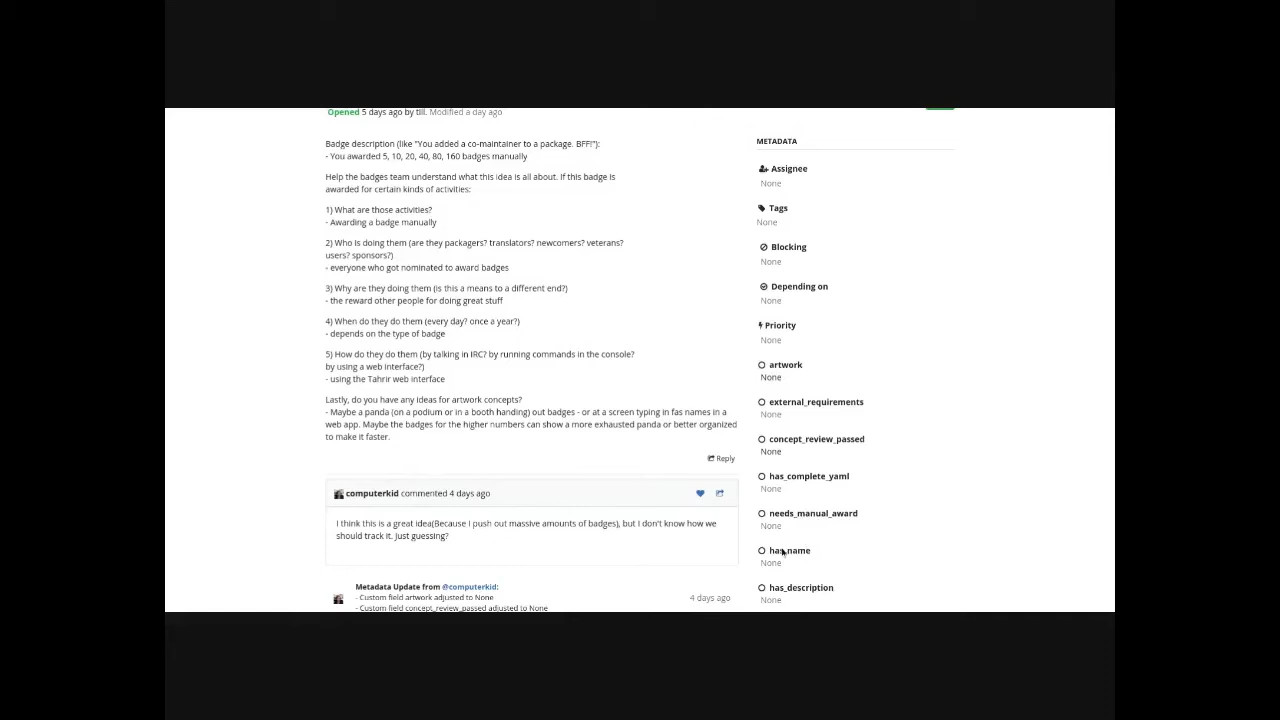 Opened 5 days ago by till. Modified a day ago
Badge description (like "You added a co-maintainer to a package. BFF!"):
- You awarded 5, 10, 20, 40, 80, 160 badges manually
Help the badges team understand what this idea is all about. If this badge is
awarded for certain kinds of activities:
1) What are those activities?
- Awarding a badge manually
2) Who is doing them (are they packagers? translators? newcomers? veterans?
users? sponsors?)
- everyone who got nominated to award badges
3) Why are they doing them (is this a means to a different end?)
- the reward other people for doing great stuff
4) When do they do them (every day? once a year?)
- depends on the type of badge
5) How do they do them (by talking in IRC? by running commands in the console?
by using a web interface?)
- using the Tahrir web interface
Lastly, do you have any ideas for artwork concepts?
- Maybe a panda (on a podium or in a booth handing) out badges - or at a screen typing in fas names in a
web app. Maybe the badges for the higher numbers can show a more exhausted panda or better organized
to make it faster.
Reply
computerkid commented 4 days ago
I think this is a great idea(Because I push out massive amounts of badges), but I don't know how we
should track it. Just guessing?
Metadata Update from @computerkid:
- Custom field artwork adjusted to None
- Custom field concept_review_passed adjusted to None
4 days ago
METADATA
Assignee
None
Tags
None
Blocking
None
Depending on
None
Priority
None
artwork
None
external_requirements
None
concept_review_passed
None
has_complete_yaml
None
needs_manual_award
None
has_name
None
has_description
None